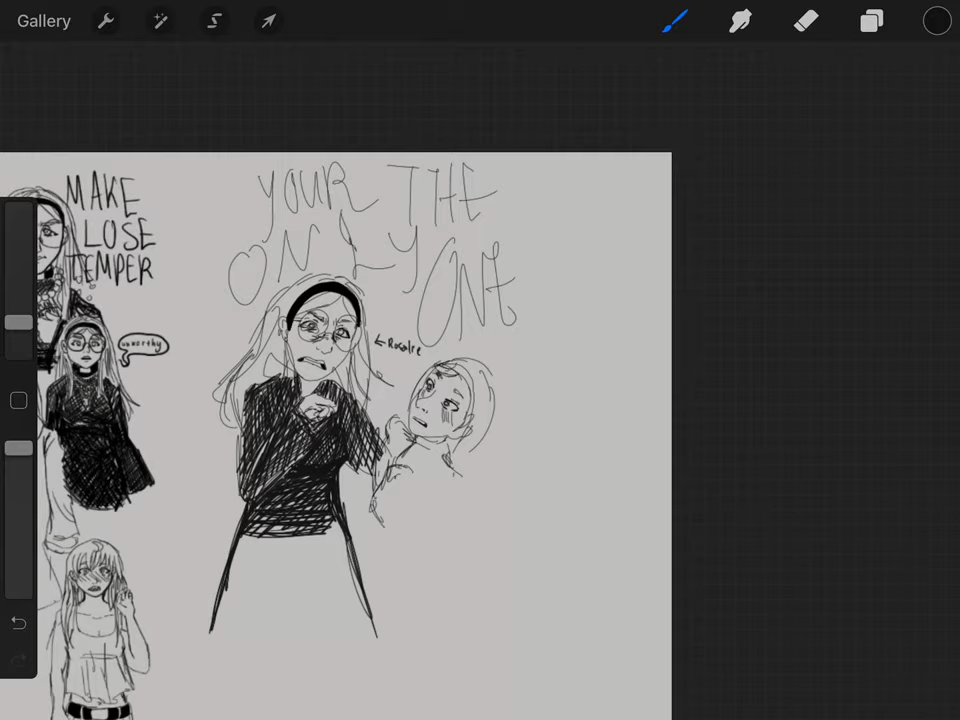 Gallery
MAKE
LOSE
TEMPER
unworthy
YOUR THE
ONLY
ONE
← Rosalie